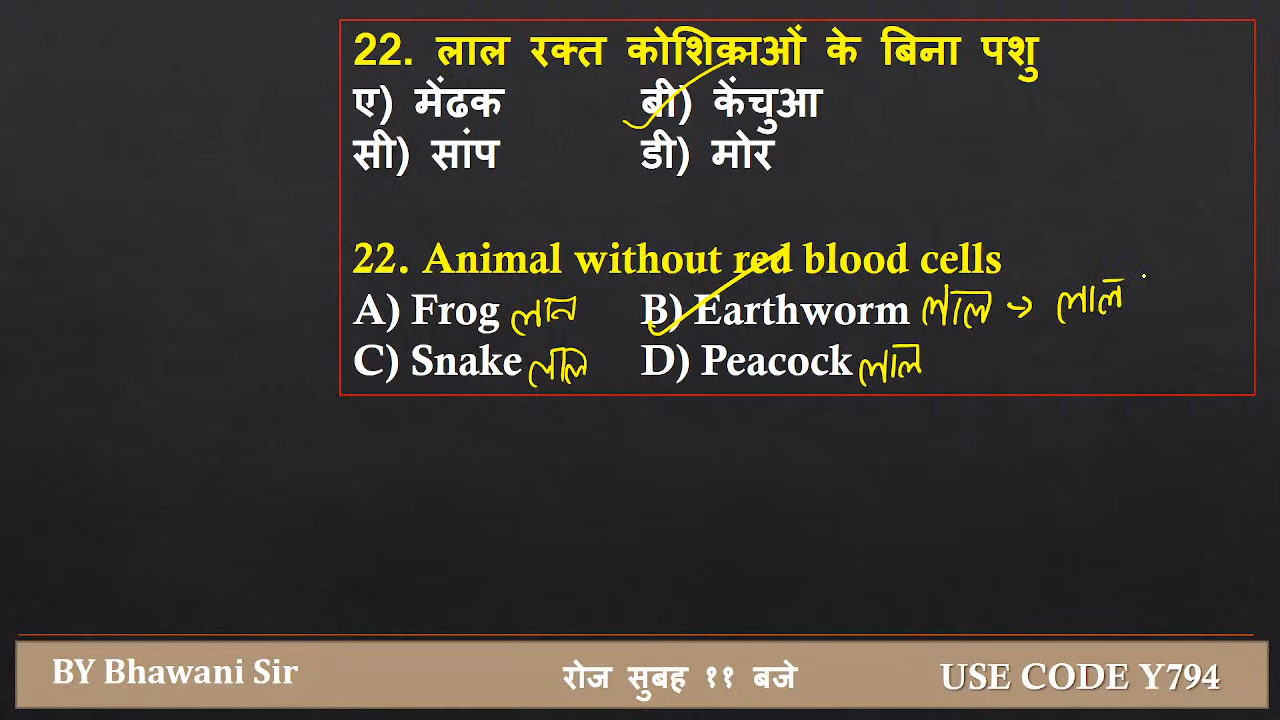 22. लाल रक्त कोशिकाओं के बिना पशु
ए) मेंढक बी) केंचुआ
सी) सांप डी) मोर
22. Animal without red blood cells
A) Frog लाल B) Earthworm लाल → लाल
C) Snake लाल D) Peacock लाल
BY Bhawani Sir रोज सुबह ११ बजे USE CODE Y794